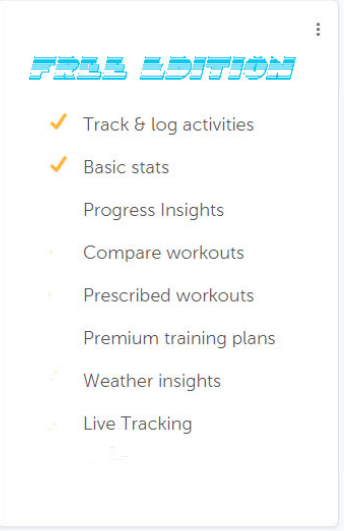 FREE EDITION
Track & log activities
Basic stats
Progress Insights
Compare workouts
Prescribed workouts
Premium training plans
Weather insights
Live Tracking